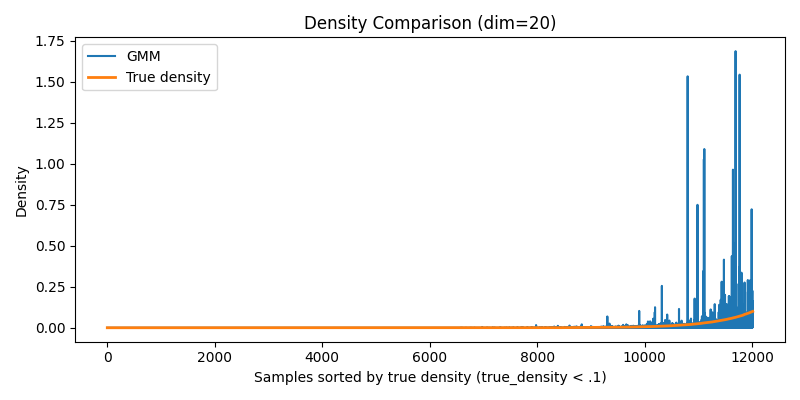 Density Comparison (dim=20)
GMM
True density
Density
1.75
1.50
1.25
1.00
0.75
0.50
0.25
0.00
0 2000 4000 6000 8000 10000 12000
Samples sorted by true density (true_density < .1)